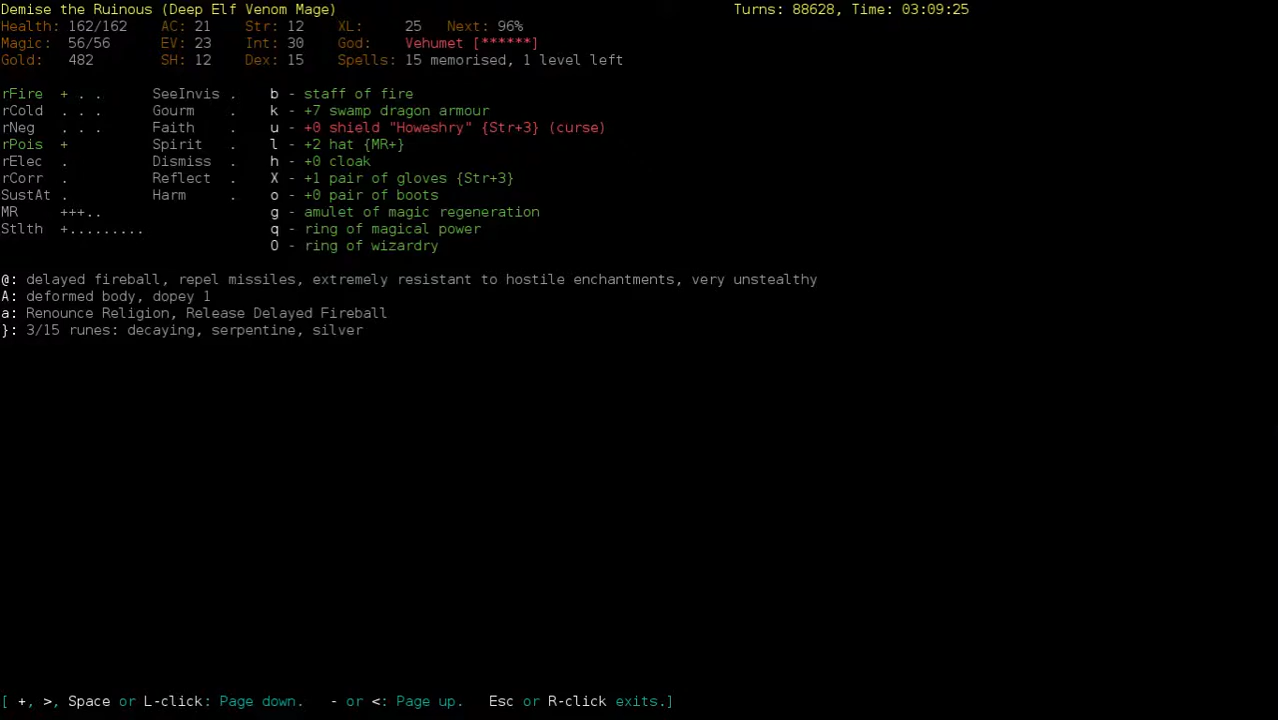 Demise the Ruinous (Deep Elf Venom Mage) Turns: 88628, Time: 03:09:25
Health: 162/162 AC: 21 Str: 12 XL: 25 Next: 96%
Magic: 56/56 EV: 23 Int: 30 God: Vehumet [******]
Gold: 482 SH: 12 Dex: 15 Spells: 15 memorised, 1 level left
rFire + . . SeeInvis . b - staff of fire
rCold . . . Gourm . k - +7 swamp dragon armour
rNeg . . . Faith . u - +0 shield "Howeshry" {Str+3} (curse)
rPois + Spirit . l - +2 hat {MR+}
rElec . Dismiss . h - +0 cloak
rCorr . Reflect . X - +1 pair of gloves {Str+3}
SustAt . Harm . o - +0 pair of boots
MR +++.. g - amulet of magic regeneration
Stlth +......... q - ring of magical power
O - ring of wizardry
@: delayed fireball, repel missiles, extremely resistant to hostile enchantments, very unstealthy
A: deformed body, dopey 1
a: Renounce Religion, Release Delayed Fireball
}: 3/15 runes: decaying, serpentine, silver
[ +, >, Space or L-click: Page down. - or <: Page up. Esc or R-click exits.]